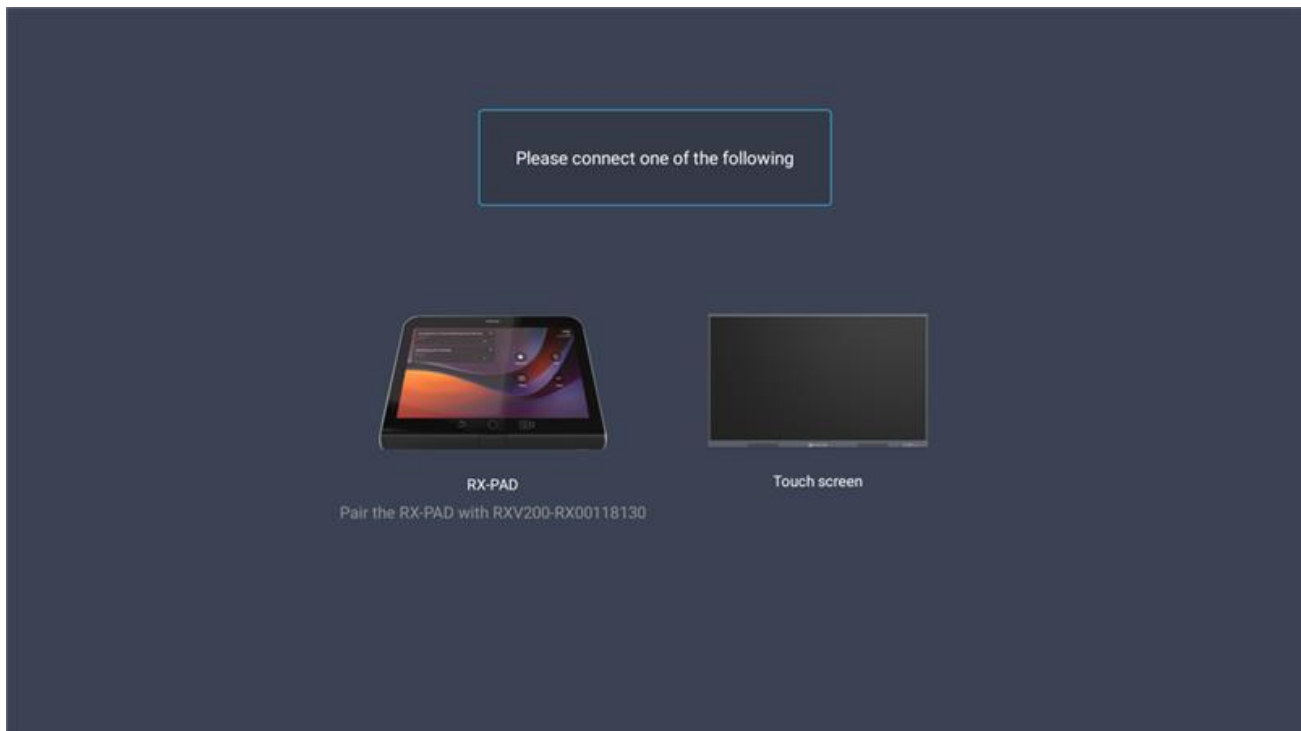 Please connect one of the following
RX-PAD
Pair the RX-PAD with RXV200-RX00118130
Touch screen